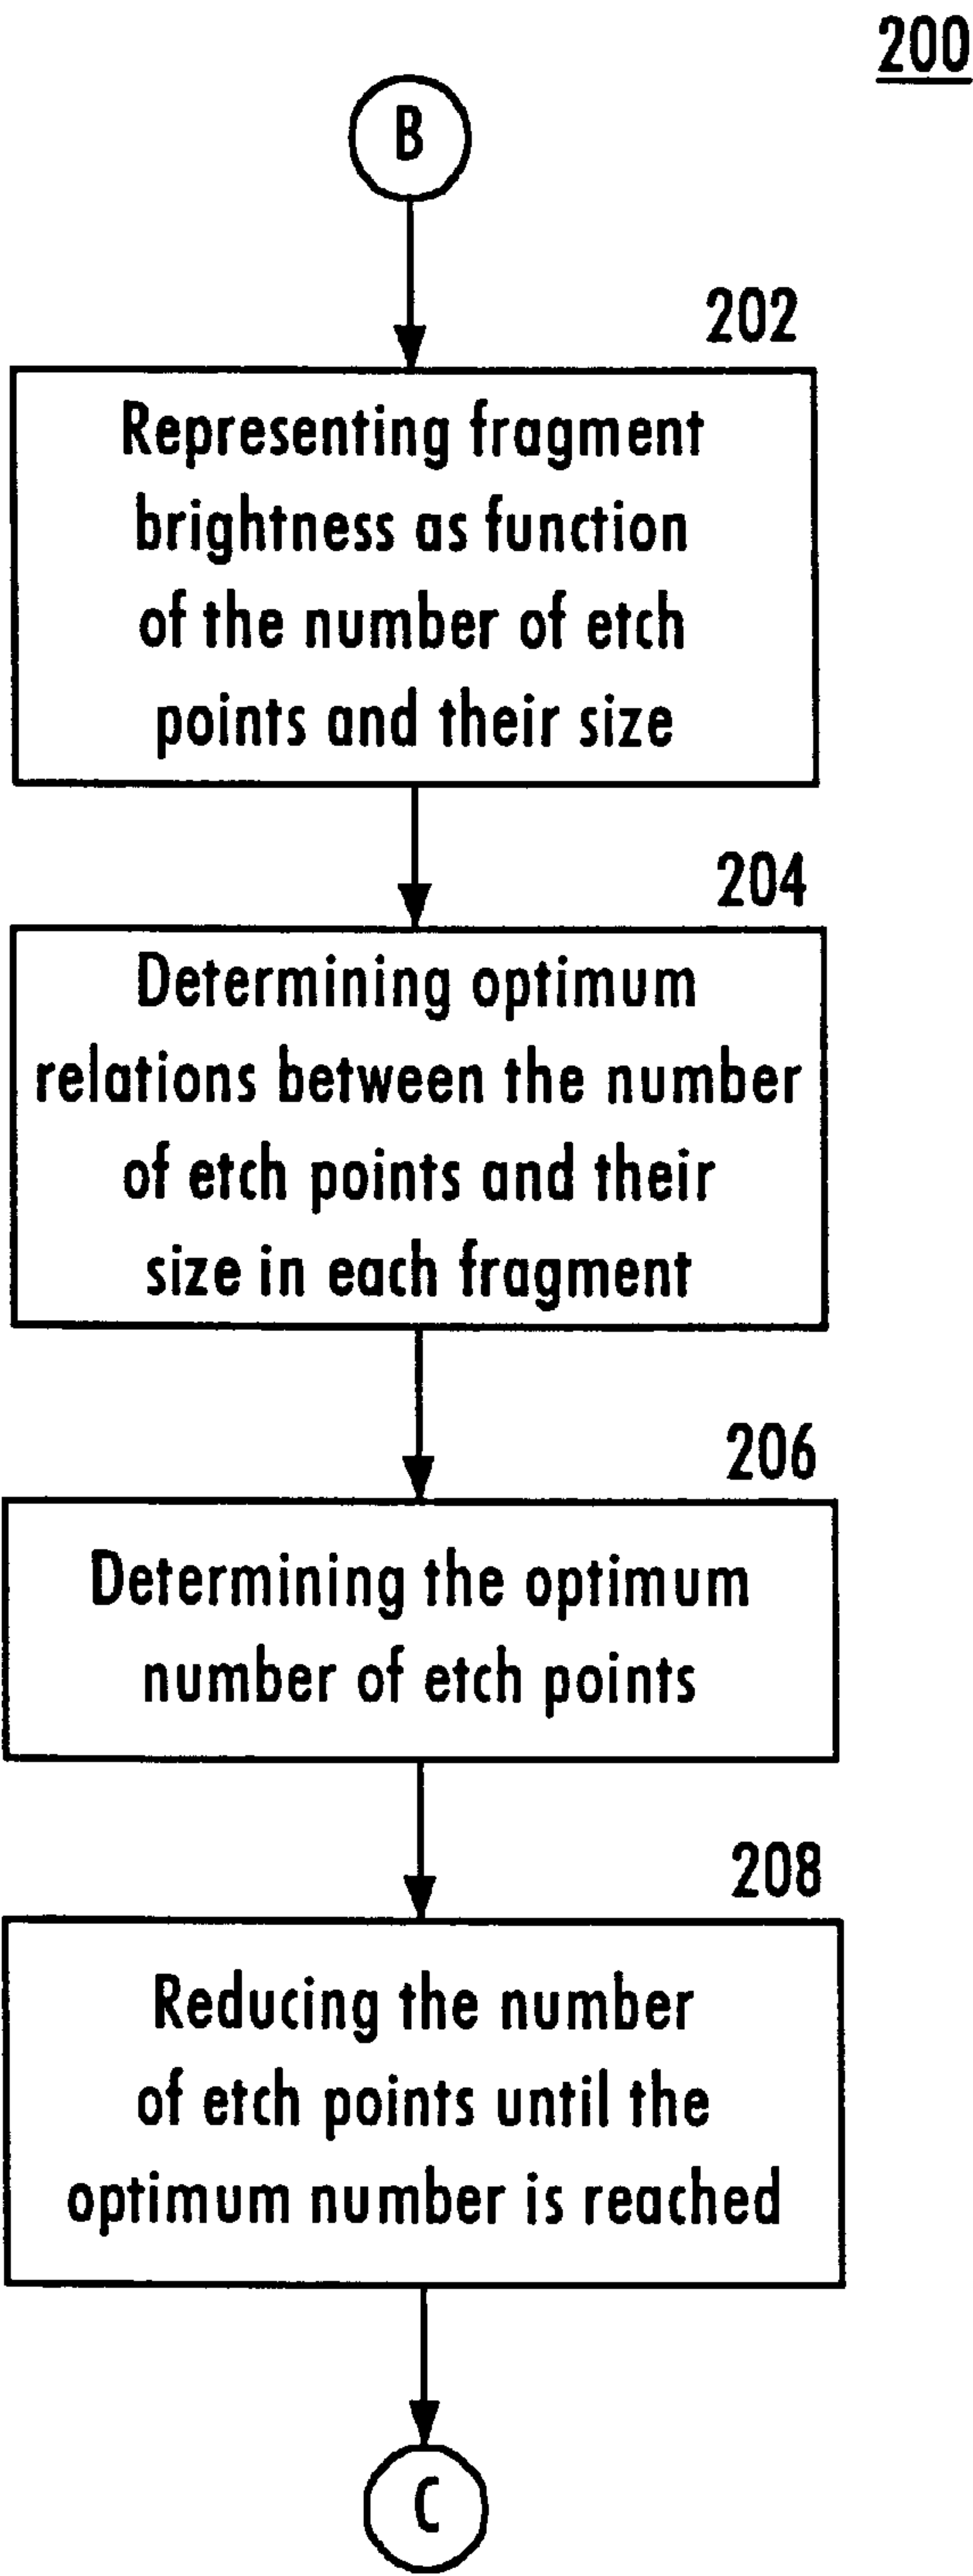 200
B
202
Representing fragment
brightness as function
of the number of etch
points and their size
204
Determining optimum
relations between the number
of etch points and their
size in each fragment
206
Determining the optimum
number of etch points
208
Reducing the number
of etch points until the
optimum number is reached
C